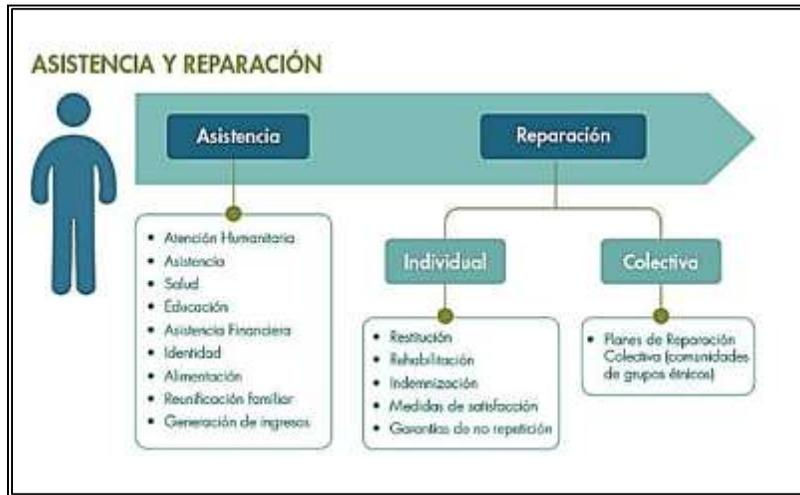 ASISTENCIA Y REPARACIÓN
Asistencia
Reparación
• Atención Humanitaria
• Asistencia
• Salud
• Educación
• Asistencia Financiera
• Identidad
• Alimentación
• Reunificación familiar
• Generación de ingresos
Individual
Colectiva
• Restitución
• Rehabilitación
• Indemnización
• Medidas de satisfacción
• Garantías de no repetición
• Planes de Reparación
Colectiva (comunidades
de grupos étnicos)